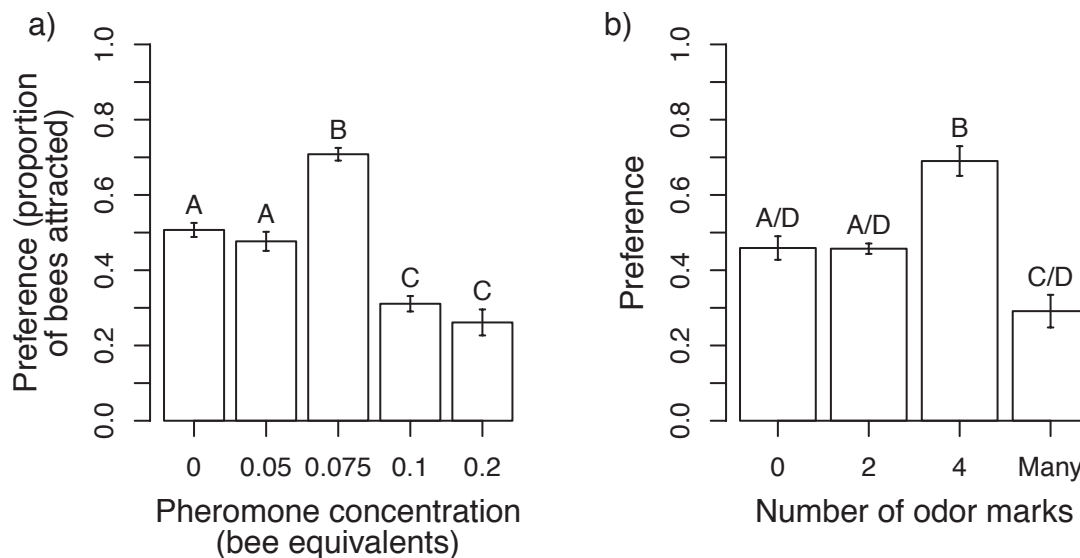 a)
Preference (proportion
of bees attracted)
1.0
0.8
0.6
0.4
0.2
0.0
A
A
B
C
C
0 0.05 0.075 0.1 0.2
Pheromone concentration
(bee equivalents)
b)
Preference
1.0
0.8
0.6
0.4
0.2
0.0
A/D
A/D
B
C/D
0 2 4 Many
Number of odor marks